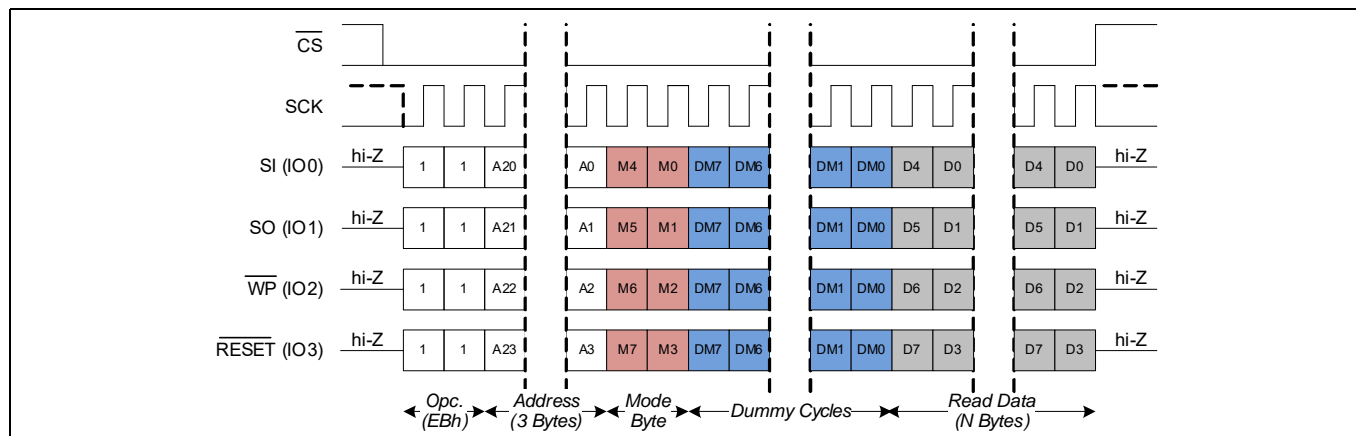 CS
SCK
SI (IO0) hi-Z 1 1 A20 A0 M4 M0 DM7 DM6 DM1 DM0 D4 D0 D4 D0 hi-Z
SO (IO1) hi-Z 1 1 A21 A1 M5 M1 DM7 DM6 DM1 DM0 D5 D1 D5 D1 hi-Z
WP (IO2) hi-Z 1 1 A22 A2 M6 M2 DM7 DM6 DM1 DM0 D6 D2 D6 D2 hi-Z
RESET (IO3) hi-Z 1 1 A23 A3 M7 M3 DM7 DM6 DM1 DM0 D7 D3 D7 D3 hi-Z
Opc. Address Mode Dummy Cycles Read Data
(EBh) (3 Bytes) Byte (N Bytes)